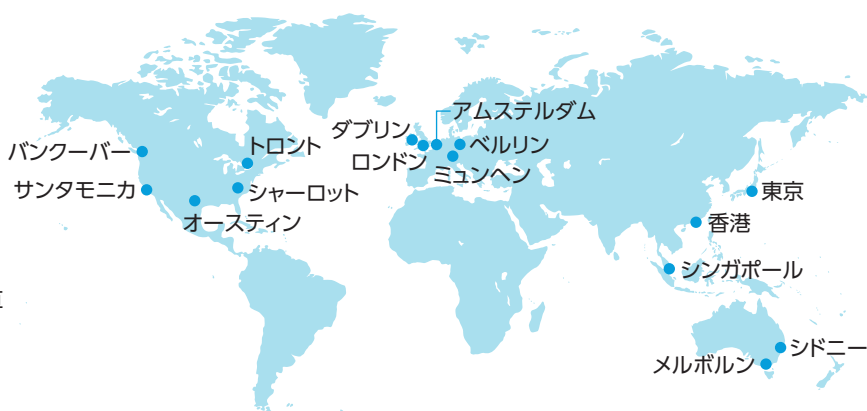 アムステルダム
ダブリン
トロント
バンクーバー
ベルリン
ロンドン
ミュンヘン
サンタモニカ
シャーロット
東京
オースティン
香港
シンガポール
シドニー
メルボルン